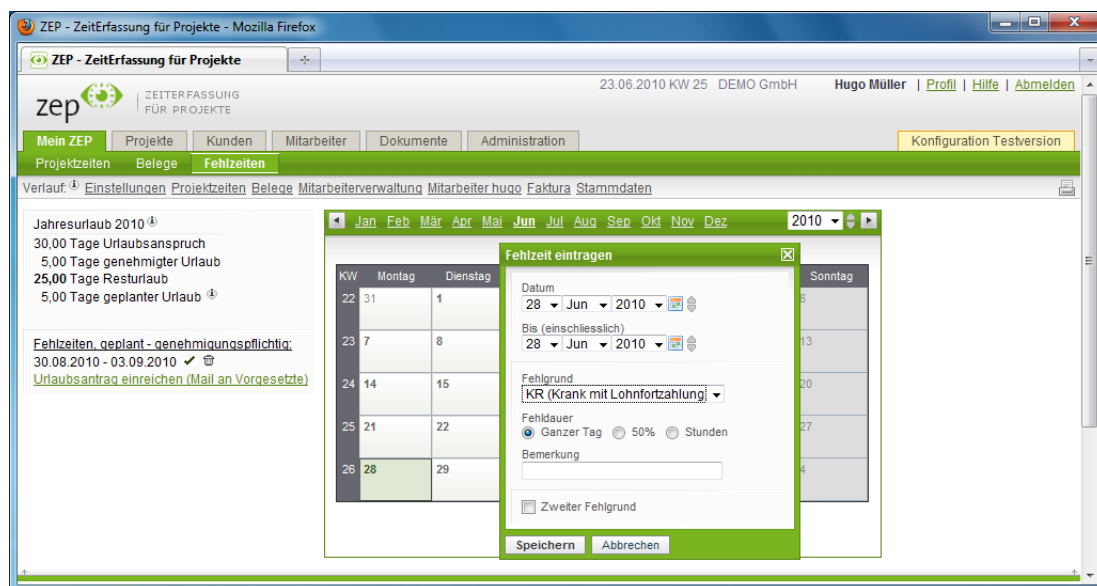 ZEP - ZeitErfassung für Projekte - Mozilla Firefox
ZEP - ZeitErfassung für Projekte
zep ZEITERFASSUNG
FÜR PROJEKTE
23.06.2010 KW 25 DEMO GmbH Hugo Müller | Profil | Hilfe | Abmelden
Mein ZEP Projekte Kunden Mitarbeiter Dokumente Administration Konfiguration Testversion
Projektzeiten Belege Fehlzeiten
Verlauf: Einstellungen Projektzeiten Belege Mitarbeiterverwaltung Mitarbeiter hugo Faktura Stammdaten
Jahresurlaub 2010
30,00 Tage Urlaubsanspruch
5,00 Tage genehmigter Urlaub
25,00 Tage Resturlaub
5,00 Tage geplanter Urlaub
Fehlzeiten, geplant - genehmigungspflichtig:
30.08.2010 - 03.09.2010
Urlaubsantrag einreichen (Mail an Vorgesetzte)
Jan Feb Mär Apr Mai Jun Jul Aug Sep Okt Nov Dez 2010
KW Montag Dienstag Sonntag
22 31 1 6
23 7 8 13
24 14 15 20
25 21 22 27
26 28 29 4
Fehlzeit eintragen
Datum
28 Jun 2010
Bis (einschliesslich)
28 Jun 2010
Fehlgrund
KR (Krank mit Lohnfortzahlung)
Fehldauer
Ganzer Tag 50% Stunden
Bemerkung
Zweiter Fehlgrund
Speichern Abbrechen